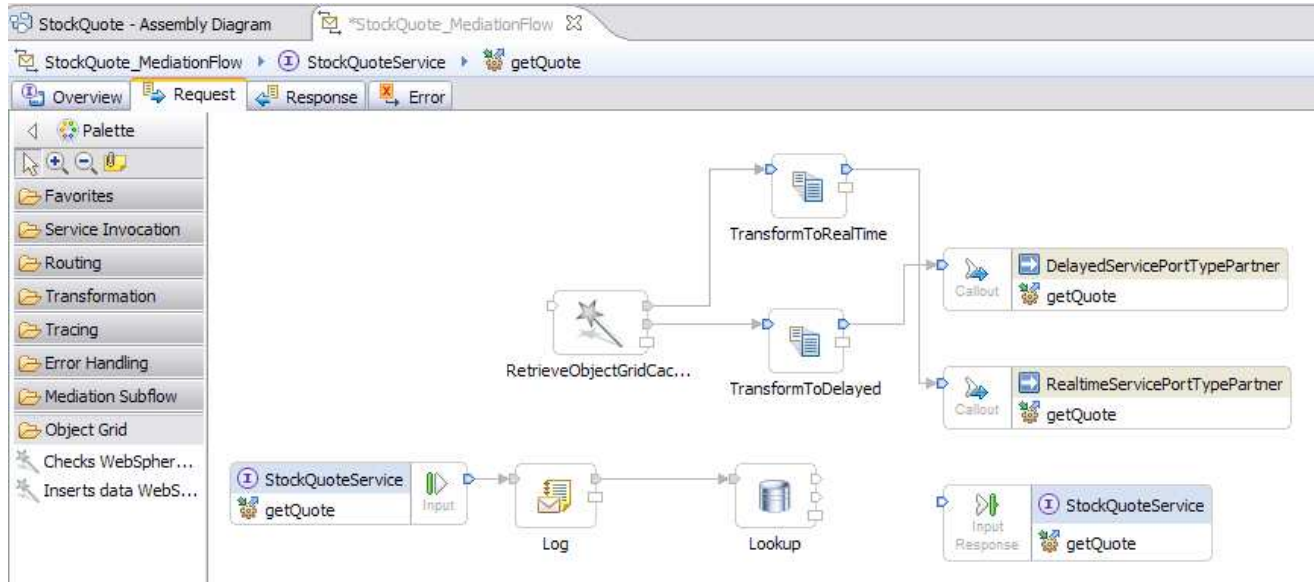 StockQuote - Assembly Diagram *StockQuote_MediationFlow
StockQuote_MediationFlow StockQuoteService getQuote
Overview Request Response Error
Palette
Favorites
Service Invocation
Routing
Transformation
Tracing
Error Handling
Mediation Subflow
Object Grid
Checks WebSpher...
Inserts data WebS...
TransformToRealTime
RetrieveObjectGridCac...
TransformToDelayed
Callout
DelayedServicePortTypePartner
getQuote
Callout
RealtimeServicePortTypePartner
getQuote
StockQuoteService
getQuote
Input
Log
Lookup
Input
Response
StockQuoteService
getQuote